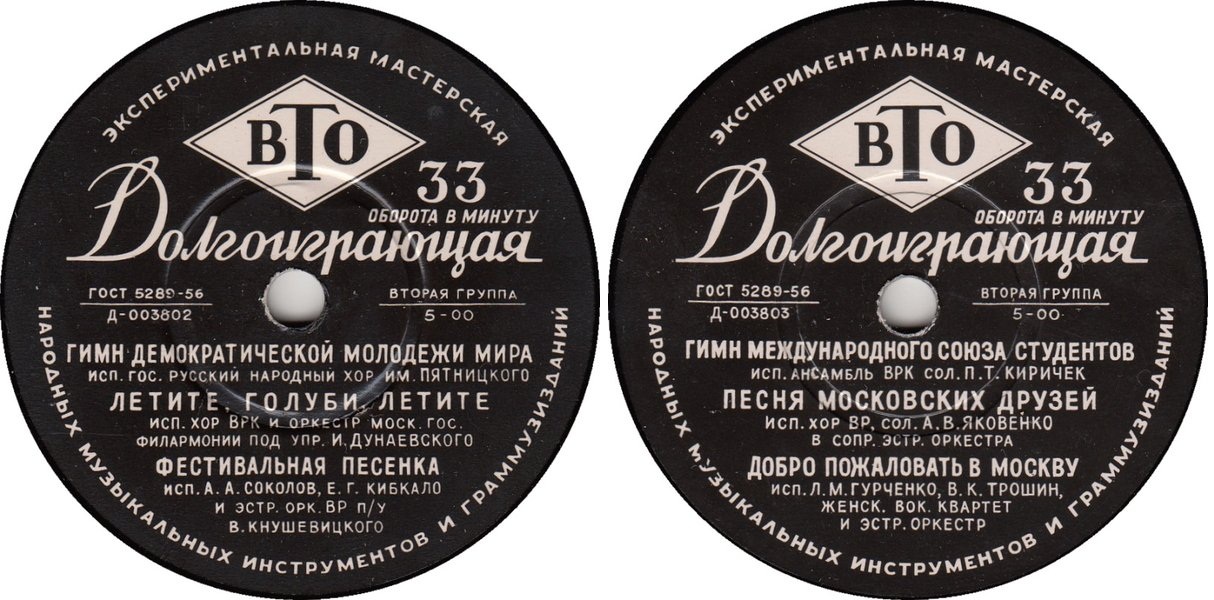 ЭКСПЕРИМЕНТАЛЬНАЯ МАСТЕРСКАЯ
ВТО
33
ОБОРОТА В МИНУТУ
Долгоиграющая
ГОСТ 5289-56
Д-003802
ВТОРАЯ ГРУППА
5-00
ГИМН ДЕМОКРАТИЧЕСКОЙ МОЛОДЕЖИ МИРА
ИСП. ГОС. РУССКИЙ НАРОДНЫЙ ХОР ИМ. ПЯТНИЦКОГО
ЛЕТИТЕ, ГОЛУБИ, ЛЕТИТЕ
ИСП. ХОР ВРК И ОРКЕСТР МОСК. ГОС.
ФИЛАРМОНИИ ПОД УПР. И. ДУНАЕВСКОГО
ФЕСТИВАЛЬНАЯ ПЕСЕНКА
ИСП. А. А. СОКОЛОВ, Е. Г. КИБКАЛО
И ЭСТР. ОРК. ВР П/У
В. КНУШЕВИЦКОГО
НАРОДНЫХ МУЗЫКАЛЬНЫХ ИНСТРУМЕНТОВ И ГРАММУЗИЗДАНИЙ
ЭКСПЕРИМЕНТАЛЬНАЯ МАСТЕРСКАЯ
ВТО
33
ОБОРОТА В МИНУТУ
Долгоиграющая
ГОСТ 5289-56
Д-003803
ВТОРАЯ ГРУППА
5-00
ГИМН МЕЖДУНАРОДНОГО СОЮЗА СТУДЕНТОВ
ИСП. АНСАМБЛЬ ВРК СОЛ. П. Т. КИРИЧЕК
ПЕСНЯ МОСКОВСКИХ ДРУЗЕЙ
ИСП. ХОР ВР, СОЛ. А. В. ЯКОВЕНКО
В СОПР. ЭСТР. ОРКЕСТРА
ДОБРО ПОЖАЛОВАТЬ В МОСКВУ
ИСП. Л. М. ГУРЧЕНКО, В. К. ТРОШИН,
ЖЕНСК. ВОК. КВАРТЕТ
И ЭСТР. ОРКЕСТР
НАРОДНЫХ МУЗЫКАЛЬНЫХ ИНСТРУМЕНТОВ И ГРАММУЗИЗДАНИЙ